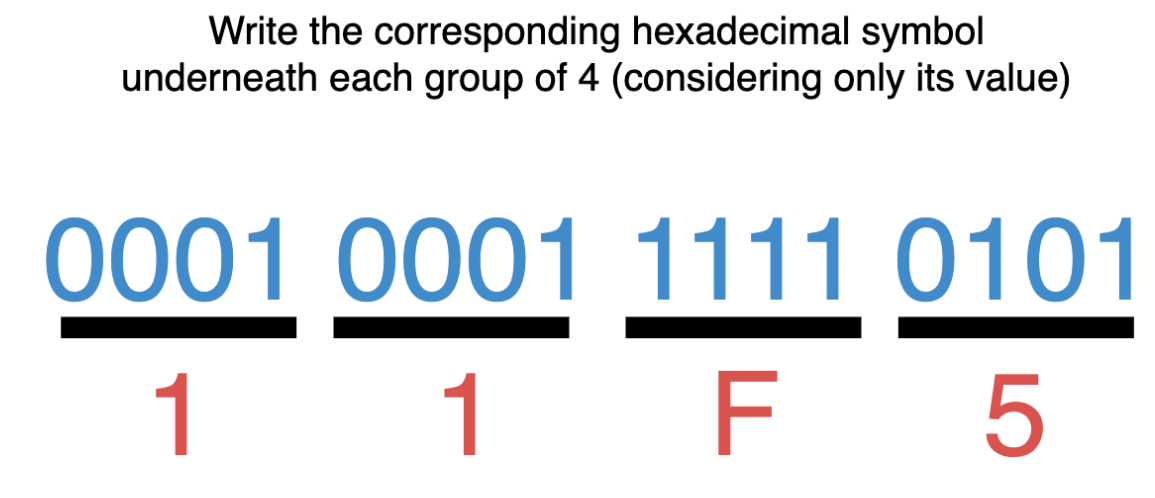 Write the corresponding hexadecimal symbol
underneath each group of 4 (considering only its value)
0001 0001 1111 0101
1 1 F 5